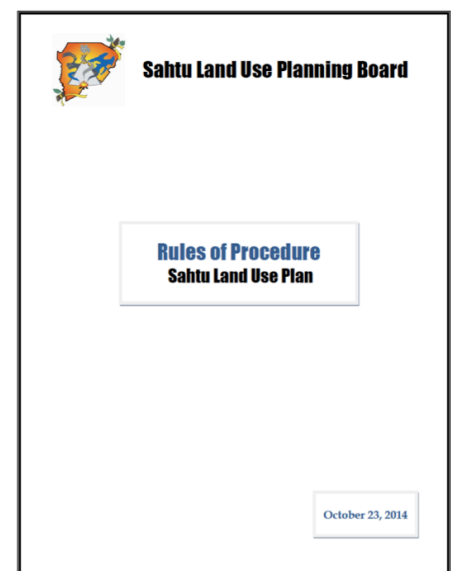 Sahtu Land Use Planning Board
Rules of Procedure
Sahtu Land Use Plan
October 23, 2014